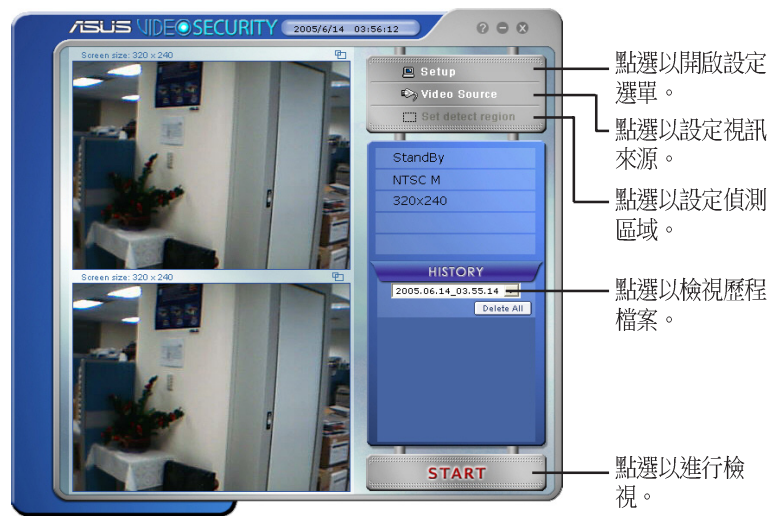 ASUS VIDEOSECURITY 2005/6/14 03:56:12
Screen size: 320 x 240
Setup
Video Source
Set detect region
StandBy
NTSC M
320x240
HISTORY
2005.06.14_03.55.14
Delete All
Screen size: 320 x 240
START
點選以開啟設定
選單。
點選以設定視訊
來源。
點選以設定偵測
區域。
點選以檢視歷程
檔案。
點選以進行檢
視。